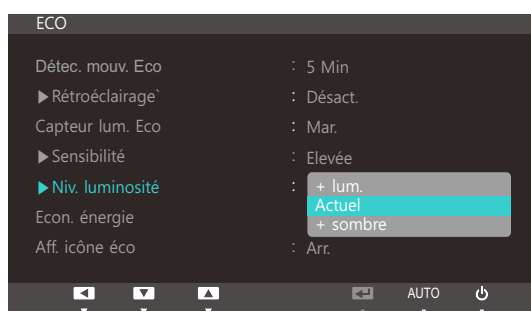 ECO
Détec. mouv. Eco : 5 Min
▶Rétroéclairage` : Désact.
Capteur lum. Eco : Mar.
▶Sensibilité : Elevée
▶Niv. luminosité : + lum.
Actuel
+ sombre
Econ. énergie
Aff. icône éco : Arr.
AUTO